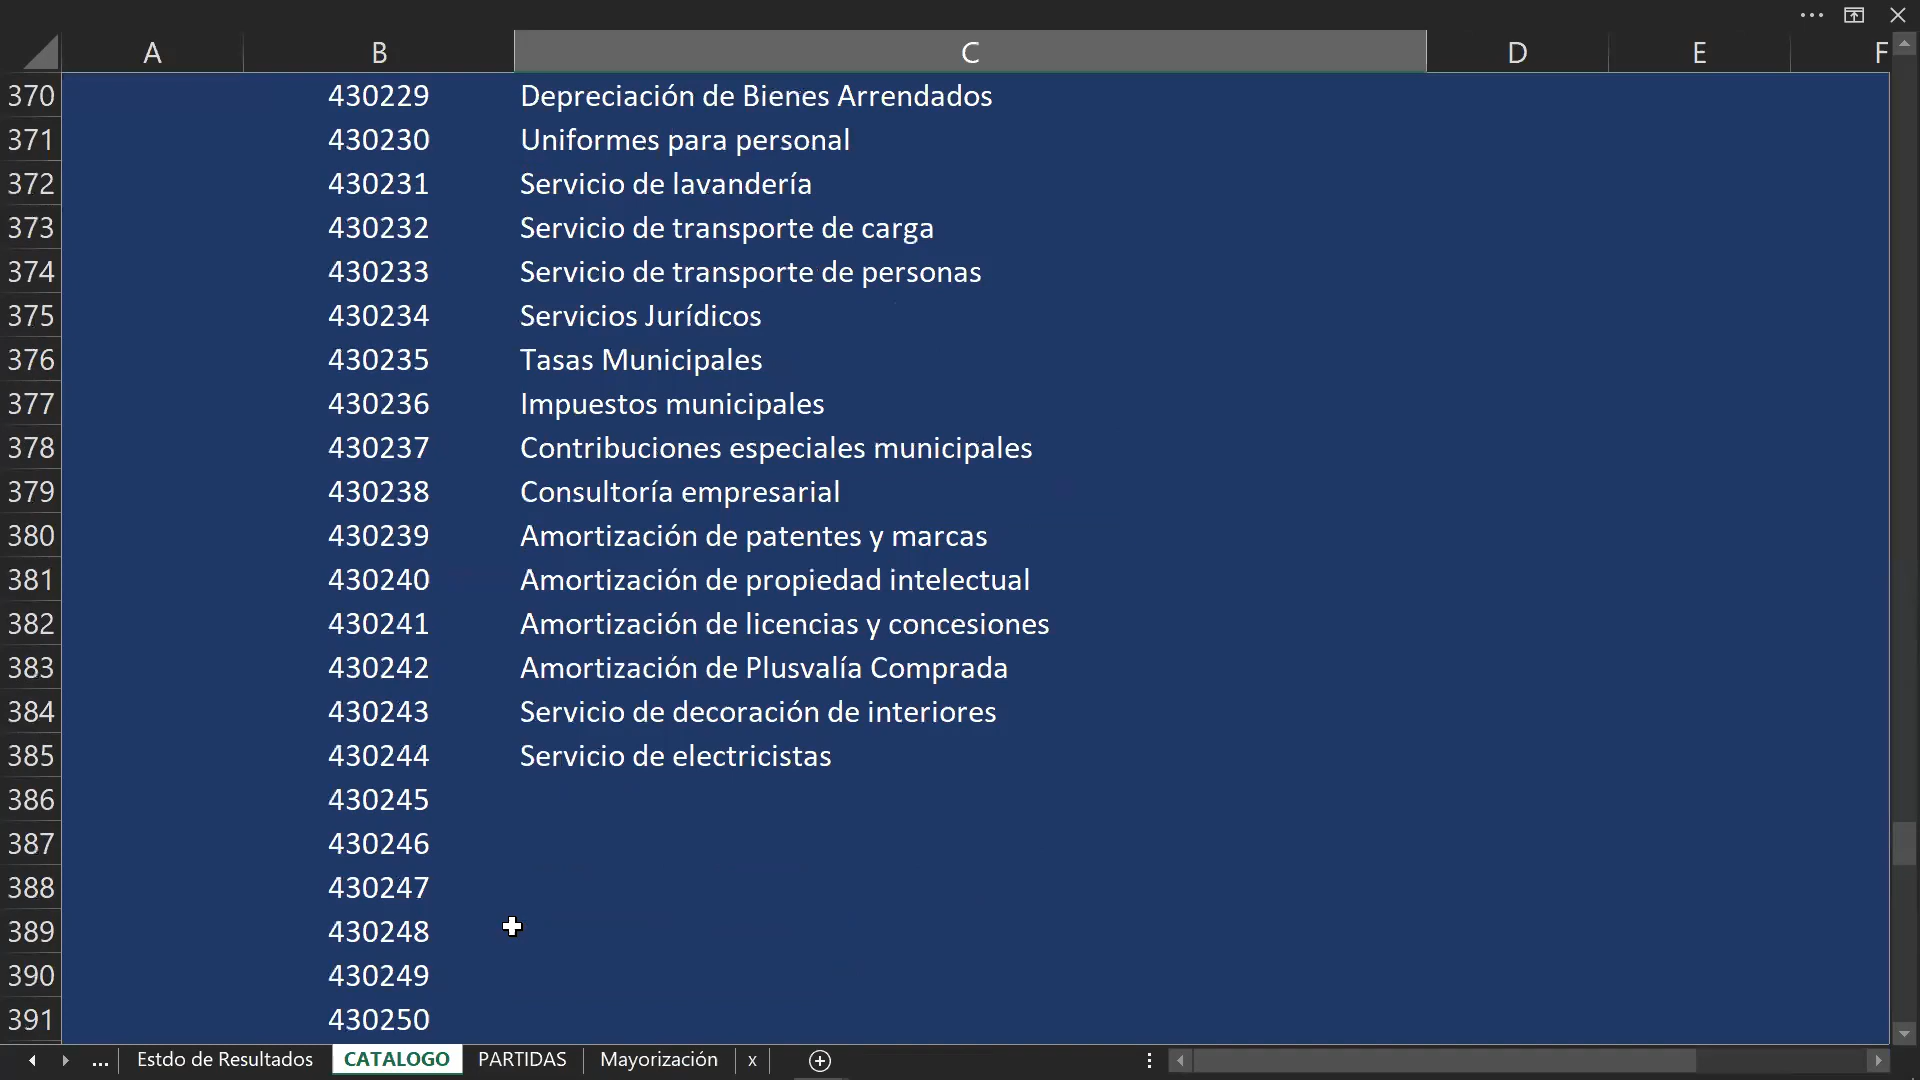 A B C D E F
370 430229 Depreciación de Bienes Arrendados
371 430230 Uniformes para personal
372 430231 Servicio de lavandería
373 430232 Servicio de transporte de carga
374 430233 Servicio de transporte de personas
375 430234 Servicios Jurídicos
376 430235 Tasas Municipales
377 430236 Impuestos municipales
378 430237 Contribuciones especiales municipales
379 430238 Consultoría empresarial
380 430239 Amortización de patentes y marcas
381 430240 Amortización de propiedad intelectual
382 430241 Amortización de licencias y concesiones
383 430242 Amortización de Plusvalía Comprada
384 430243 Servicio de decoración de interiores
385 430244 Servicio de electricistas
386 430245
387 430246
388 430247
389 430248
390 430249
391 430250
... Estdo de Resultados CATALOGO PARTIDAS Mayorización x